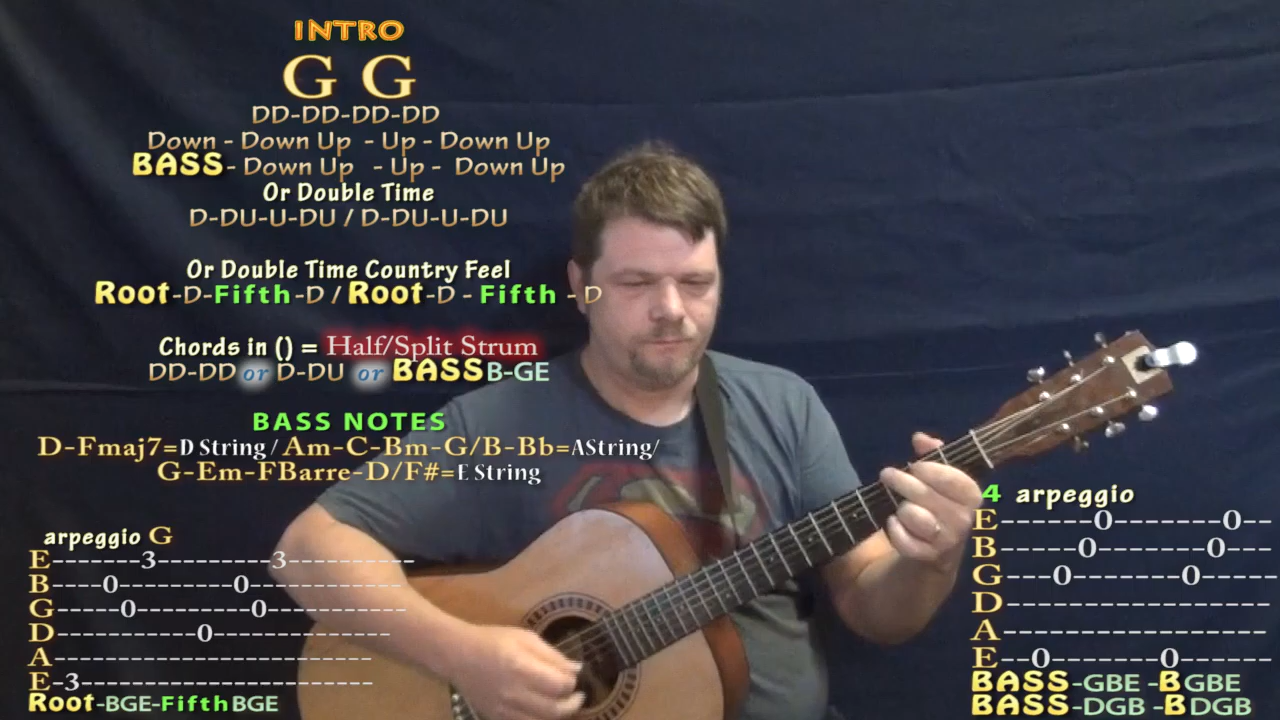 INTRO
G G
DD-DD-DD-DD
Down - Down Up - Up - Down Up
BASS- Down Up - Up - Down Up
Or Double Time
D-DU-U-DU / D-DU-U-DU
Or Double Time Country Feel
Root-D-Fifth-D / Root-D - Fifth - D
Chords in () = Half/Split Strum
DD-DD or D-DU or BASSB-GE
BASS NOTES
D-Fmaj7=D String / Am-C-Bm-G/B-Bb=AString/
G-Em-FBarre-D/F#=E String
arpeggio G
E-------3---------3----------
B----0---------0------------
G-----0---------0-----------
D-----------0---------------
A--------------------------
E-3------------------------
Root-BGE-FifthBGE
4 arpeggio
E-------0---------0---
B------0---------0----
G----0---------0------
D--------------------
A--------------------
E--0---------0-------
BASS-GBE -BGBE
BASS-DGB -BDGB